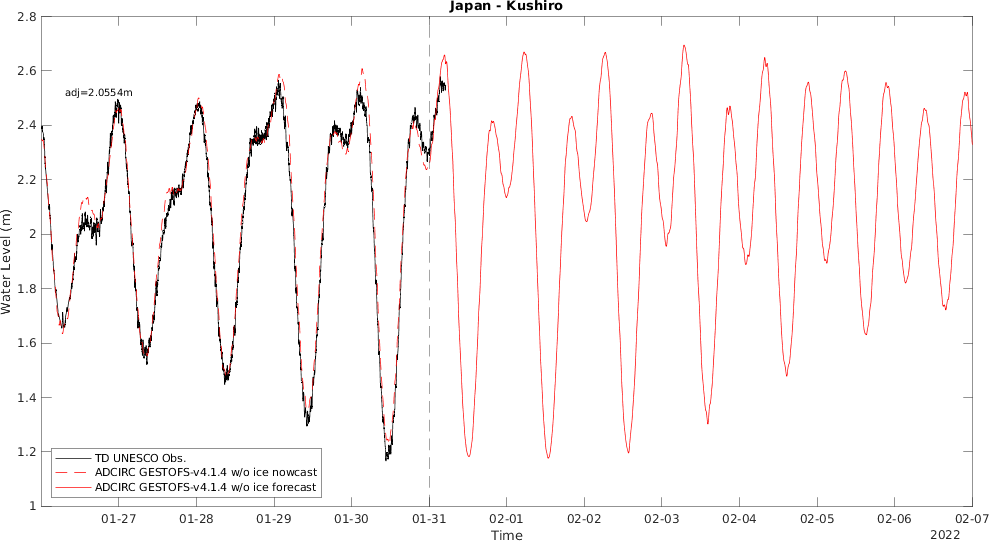 Japan - Kushiro
2.8
2.6
adj=2.0554m
2.4
2.2
2
Water Level (m)
1.8
1.6
1.4
1.2
TD UNESCO Obs.
ADCIRC GESTOFS-v4.1.4 w/o ice nowcast
ADCIRC GESTOFS-v4.1.4 w/o ice forecast
1
01-27 01-28 01-29 01-30 01-31 02-01 02-02 02-03 02-04 02-05 02-06 02-07
Time
2022